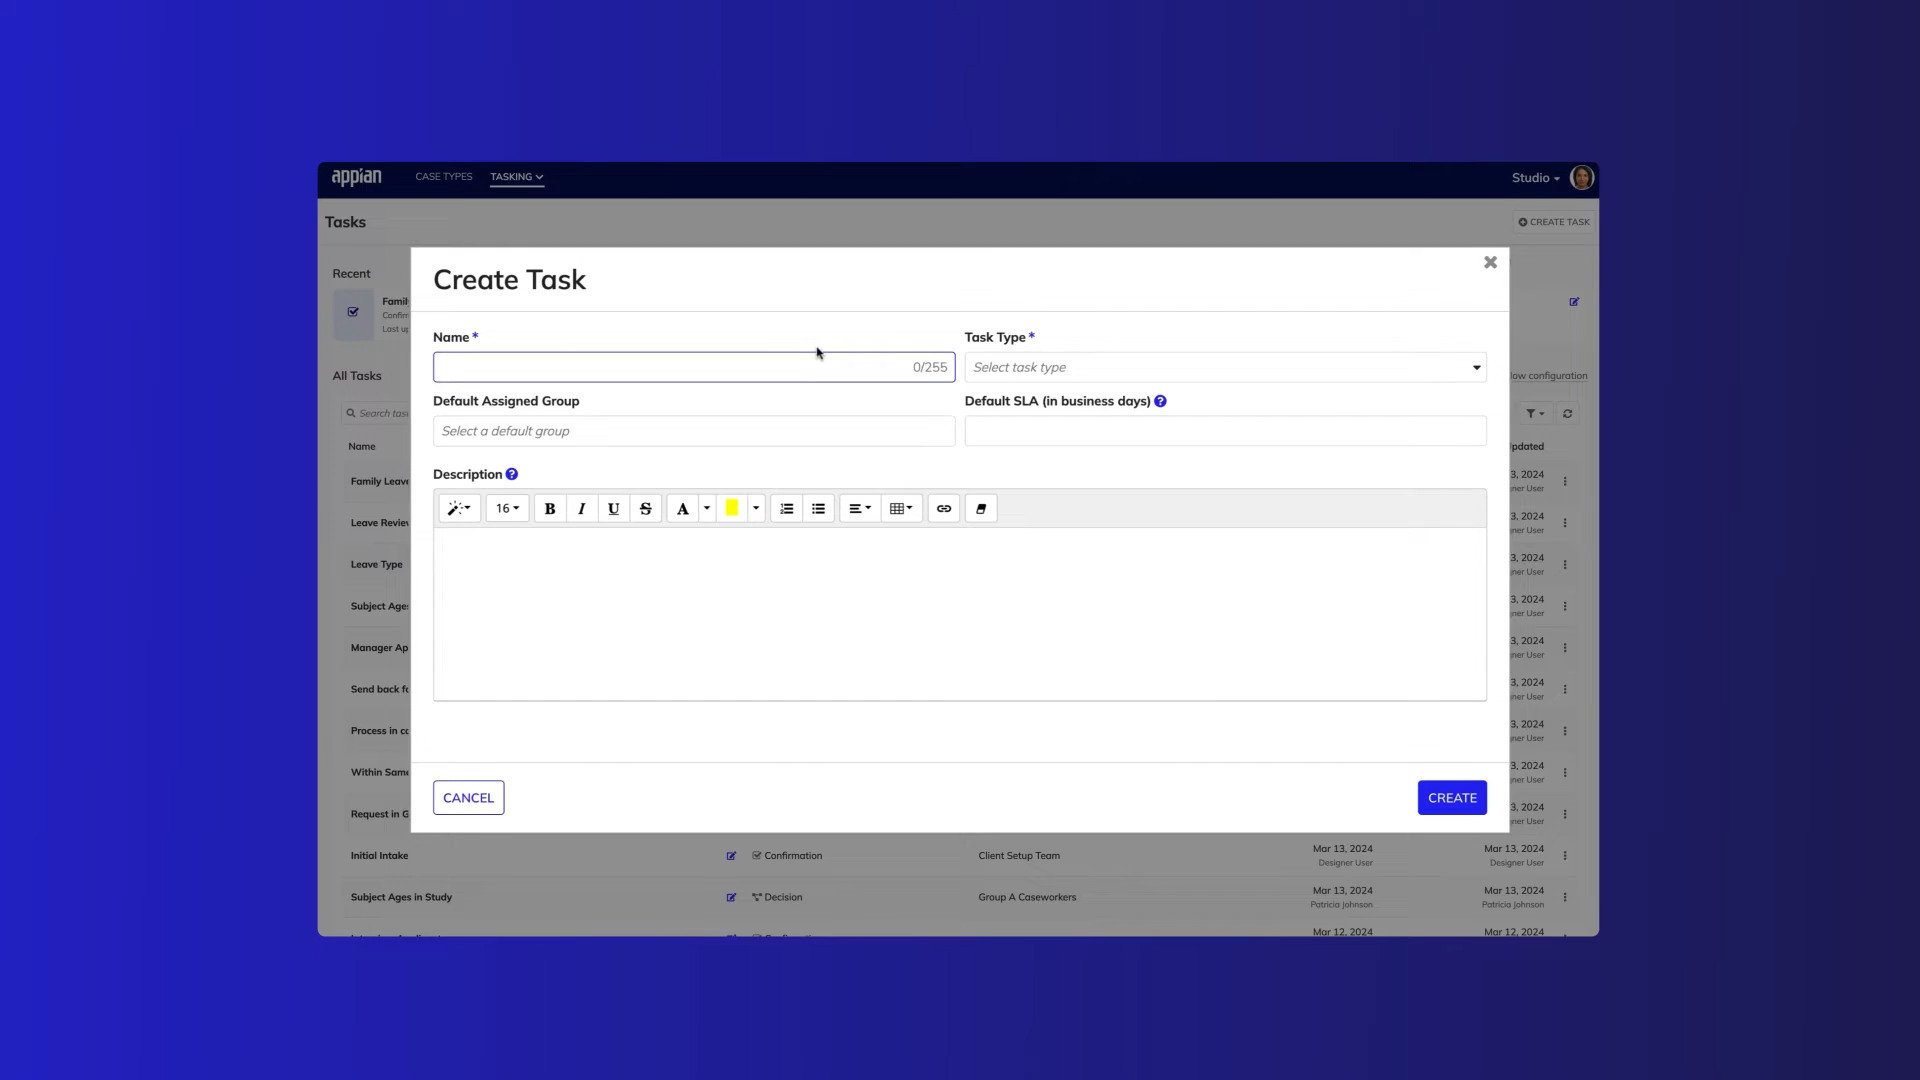 appian CASE TYPES TASKING Studio
Tasks CREATE TASK
Recent
Famil
Confirm
Last up
Create Task
Name * Task Type *
0/255 Select task type
All Tasks low configuration
Default Assigned Group Default SLA (in business days) ?
Search tas
Select a default group
Name pdated
Description ?
16 B I U S A
Family Leav 3, 2024
ner User
Leave Revie 3, 2024
ner User
Leave Type 3, 2024
ner User
Subject Age 3, 2024
ner User
Manager Ap 3, 2024
ner User
Send back fo 3, 2024
ner User
Process in co 3, 2024
ner User
Within Same 3, 2024
ner User
CANCEL CREATE
Request in G 3, 2024
ner User
Initial Intake Confirmation Client Setup Team Mar 13, 2024 Mar 13, 2024
Designer User Designer User
Subject Ages in Study Decision Group A Caseworkers Mar 13, 2024 Mar 13, 2024
Patricia Johnson Patricia Johnson
Mar 12, 2024 Mar 12, 2024